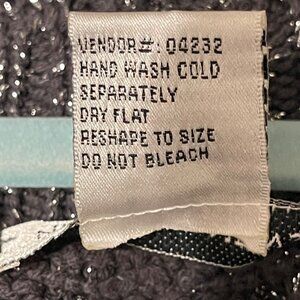 VENDOR#: 04232
HAND WASH COLD
SEPARATELY
DRY FLAT
RESHAPE TO SIZE
DO NOT BLEACH